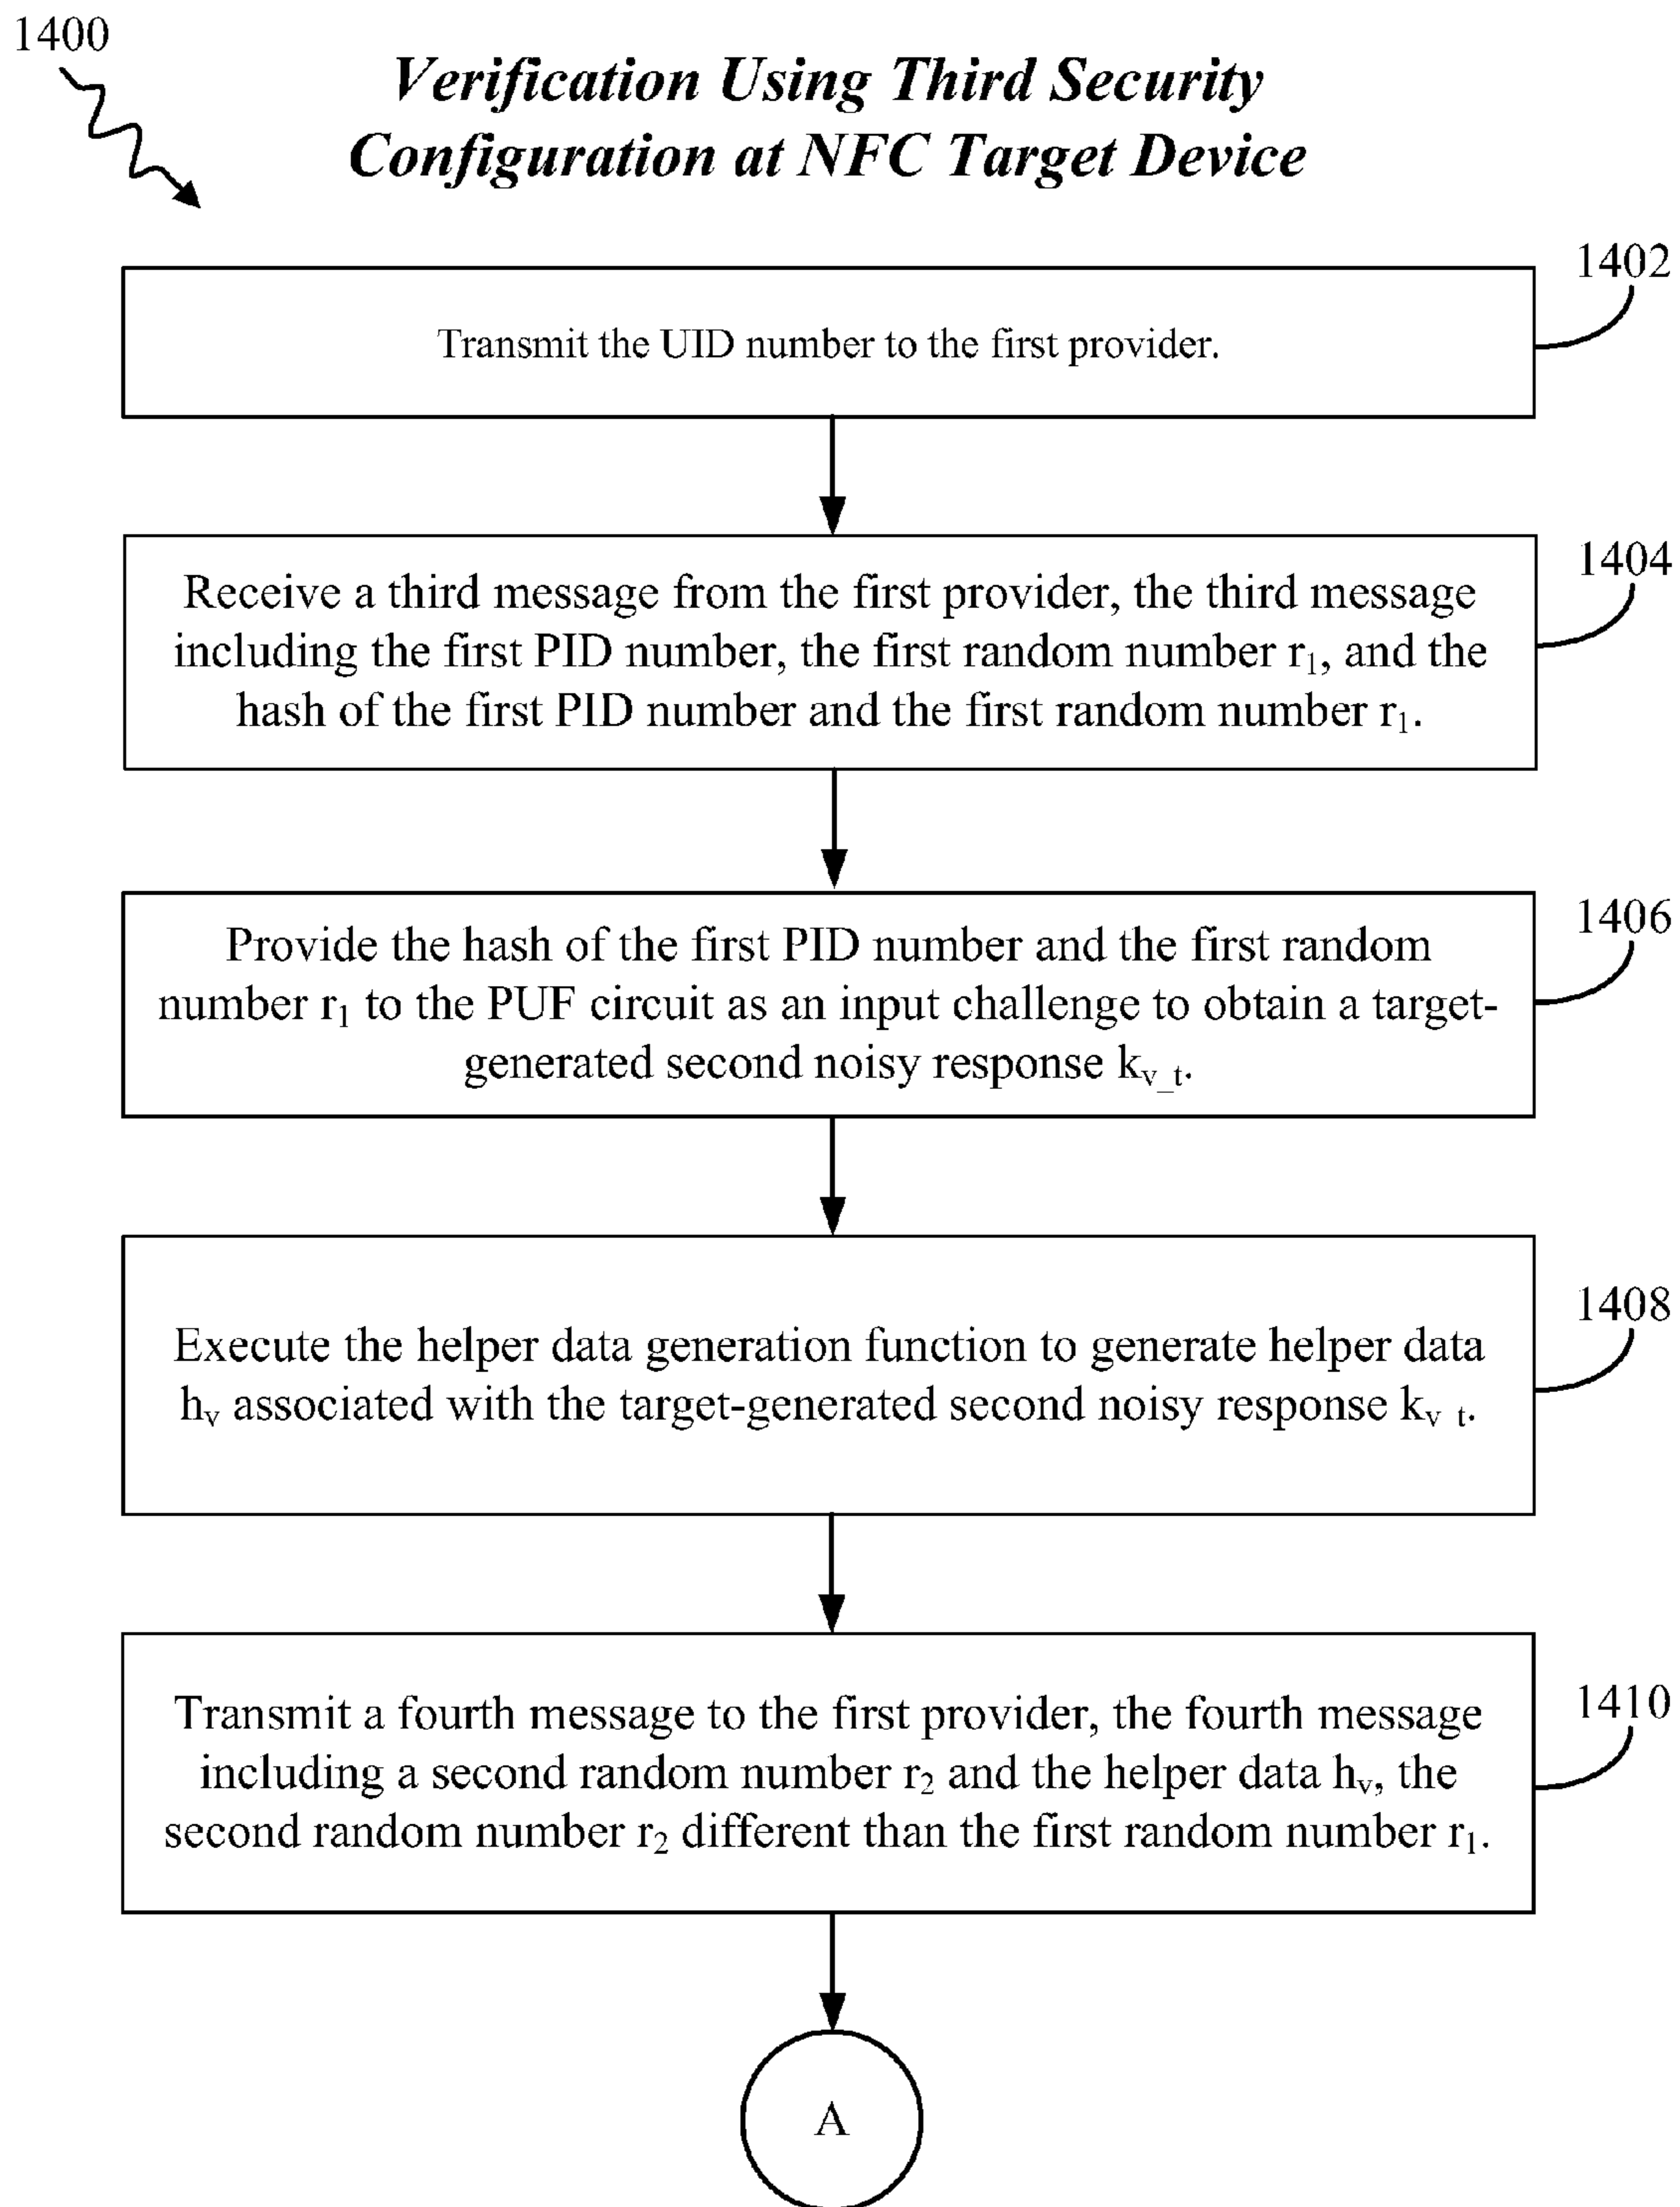 1400
Verification Using Third Security
Configuration at NFC Target Device
1402
Transmit the UID number to the first provider.
1404
Receive a third message from the first provider, the third message
including the first PID number, the first random number r₁, and the
hash of the first PID number and the first random number r₁.
1406
Provide the hash of the first PID number and the first random
number r₁ to the PUF circuit as an input challenge to obtain a target-
generated second noisy response k_v_t.
1408
Execute the helper data generation function to generate helper data
h_v associated with the target-generated second noisy response k_v_t.
1410
Transmit a fourth message to the first provider, the fourth message
including a second random number r₂ and the helper data h_v, the
second random number r₂ different than the first random number r₁.
A